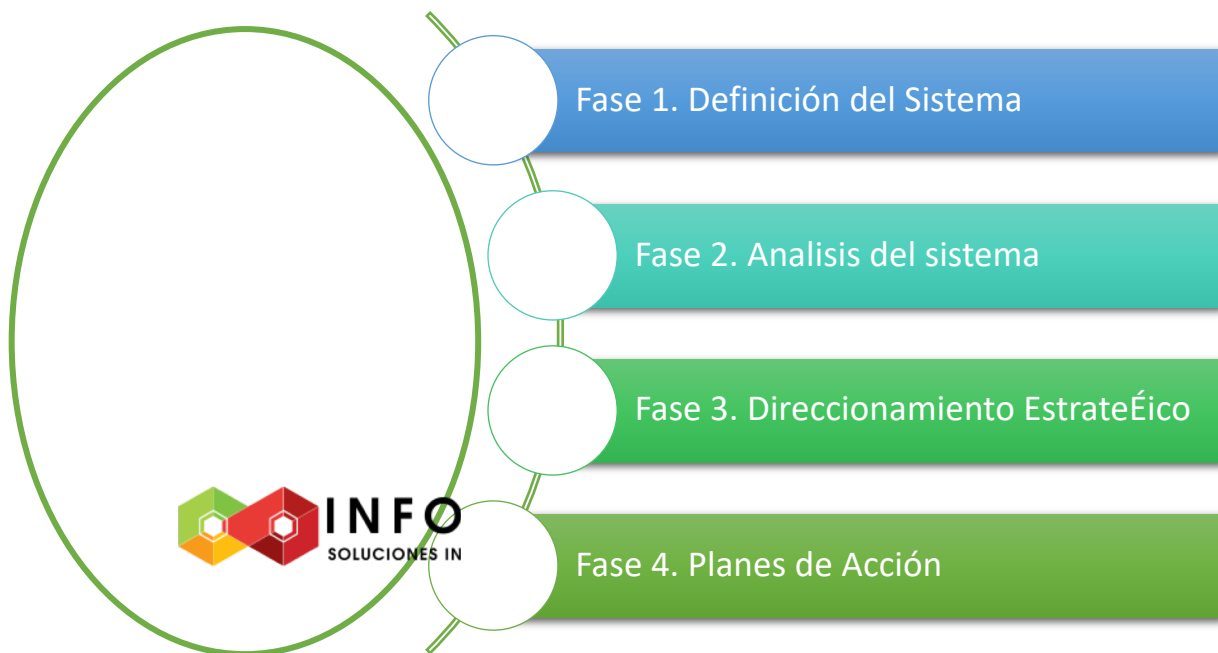 Fase 1. Definición del Sistema
Fase 2. Analisis del sistema
Fase 3. Direccionamiento EstrateÉico
Fase 4. Planes de Acción
INFO
SOLUCIONES IN